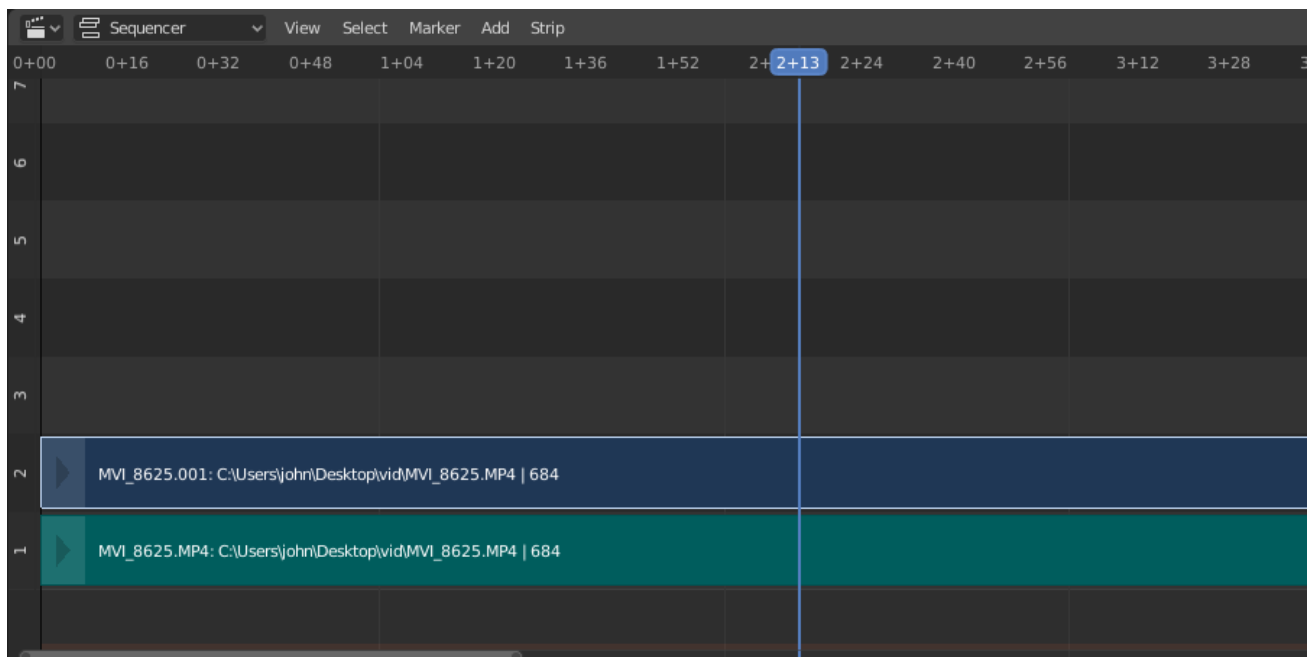 Sequencer View Select Marker Add Strip
0+00 0+16 0+32 0+48 1+04 1+20 1+36 1+52 2+ 2+13 2+24 2+40 2+56 3+12 3+28 3
7
6
5
4
3
2 MVI_8625.001: C:\Users\john\Desktop\vid\MVI_8625.MP4 | 684
1 MVI_8625.MP4: C:\Users\john\Desktop\vid\MVI_8625.MP4 | 684